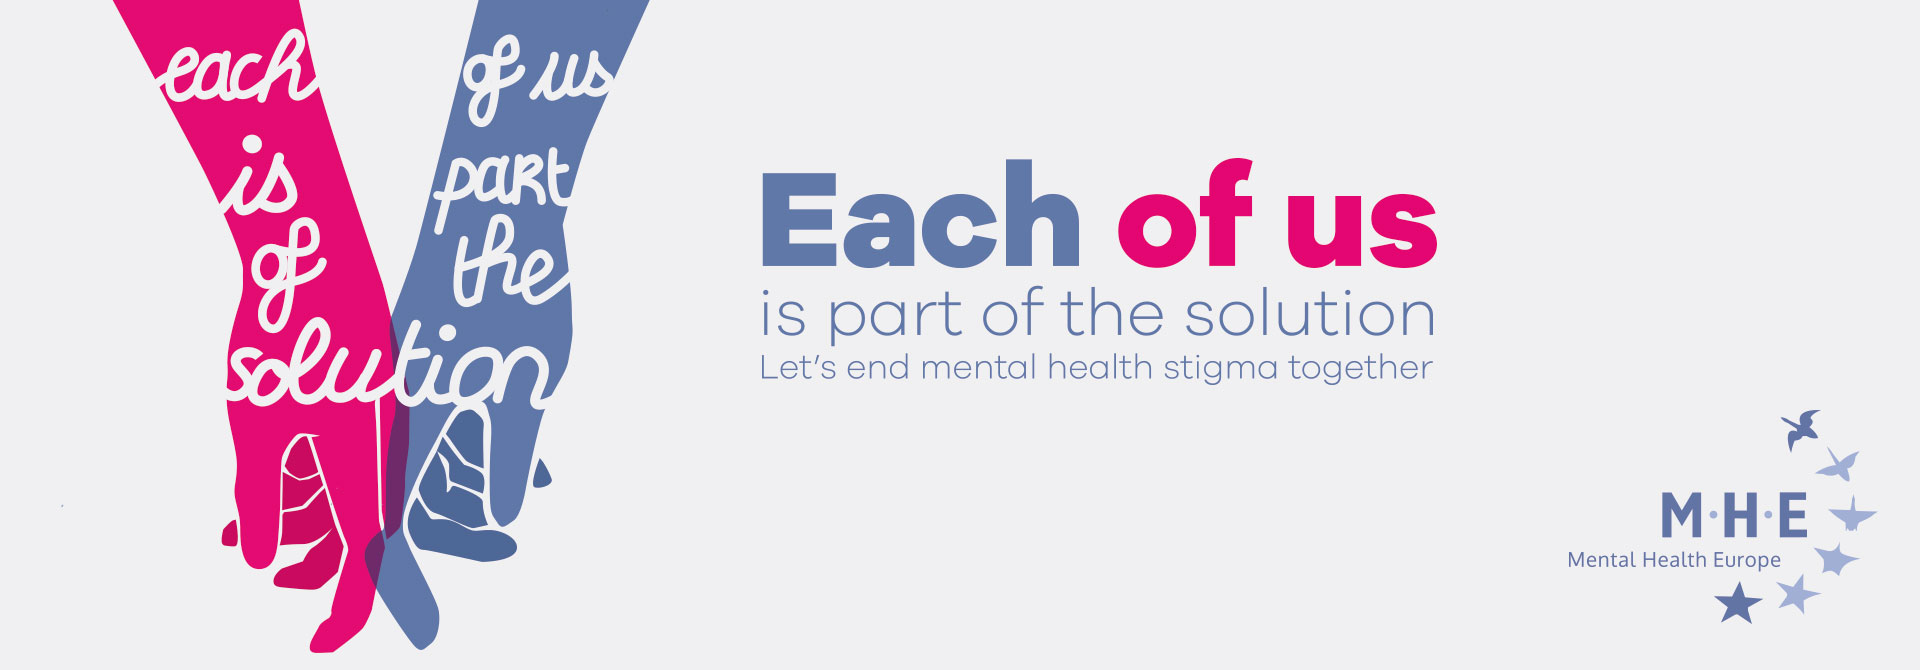 each of us
is part
of the
solution
Each of us
is part of the solution
Let's end mental health stigma together
M·H·E
Mental Health Europe